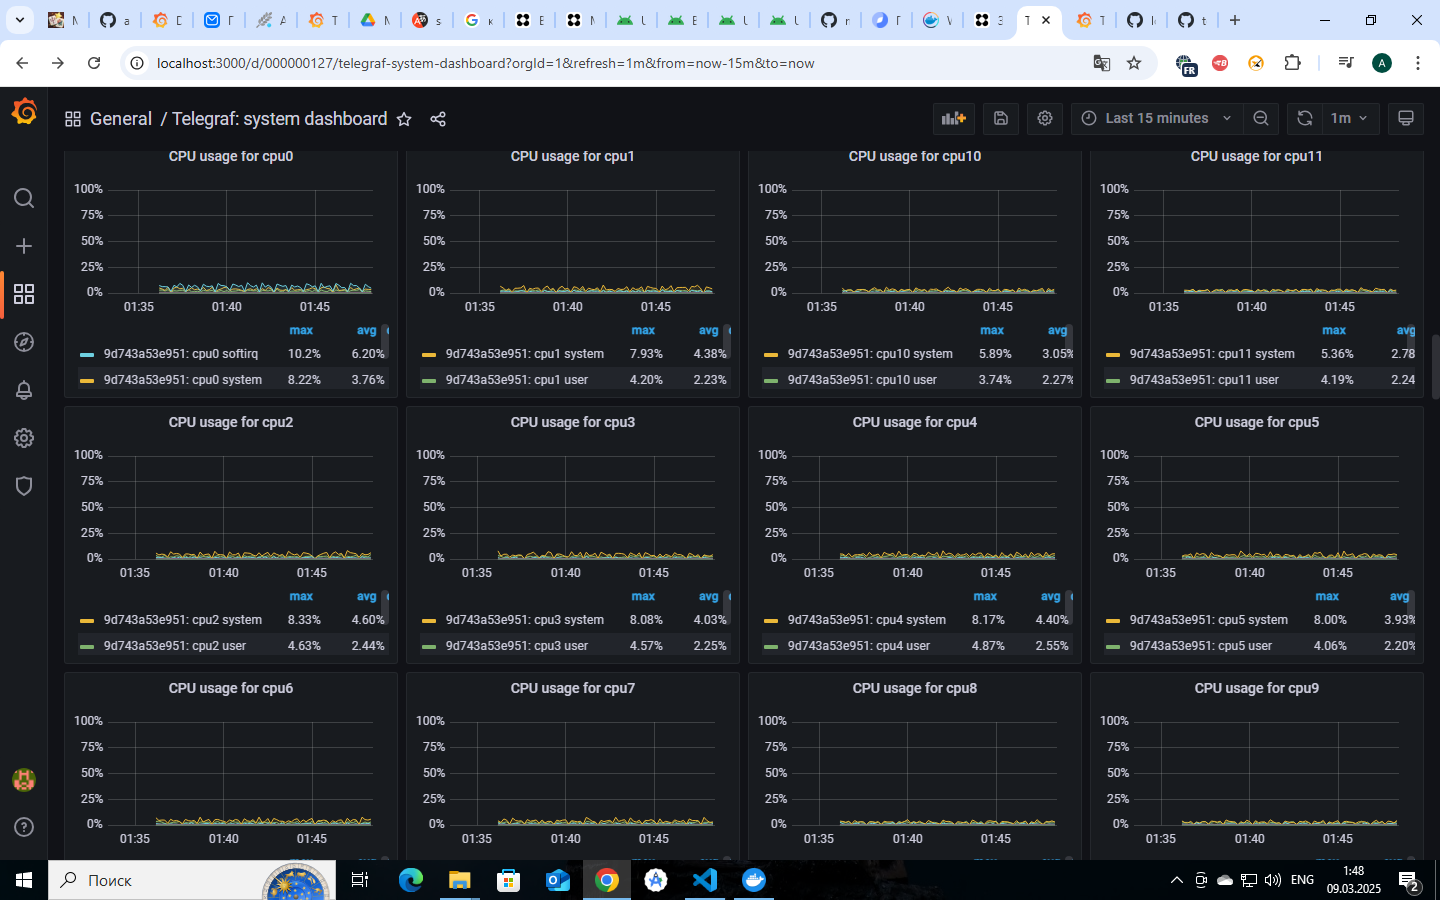 localhost:3000/d/000000127/telegraf-system-dashboard?orgId=1&refresh=1m&from=now-15m&to=now
FR
A
General / Telegraf: system dashboard
Last 15 minutes
1m
CPU usage for cpu0
100%
75%
50%
25%
0%
01:35 01:40 01:45
max avg
9d743a53e951: cpu0 softirq 10.2% 6.20%
9d743a53e951: cpu0 system 8.22% 3.76%
CPU usage for cpu1
100%
75%
50%
25%
0%
01:35 01:40 01:45
max avg
9d743a53e951: cpu1 system 7.93% 4.38%
9d743a53e951: cpu1 user 4.20% 2.23%
CPU usage for cpu10
100%
75%
50%
25%
0%
01:35 01:40 01:45
max avg
9d743a53e951: cpu10 system 5.89% 3.05%
9d743a53e951: cpu10 user 3.74% 2.27%
CPU usage for cpu11
100%
75%
50%
25%
0%
01:35 01:40 01:45
max avg
9d743a53e951: cpu11 system 5.36% 2.78
9d743a53e951: cpu11 user 4.19% 2.24
CPU usage for cpu2
100%
75%
50%
25%
0%
01:35 01:40 01:45
max avg
9d743a53e951: cpu2 system 8.33% 4.60%
9d743a53e951: cpu2 user 4.63% 2.44%
CPU usage for cpu3
100%
75%
50%
25%
0%
01:35 01:40 01:45
max avg
9d743a53e951: cpu3 system 8.08% 4.03%
9d743a53e951: cpu3 user 4.57% 2.25%
CPU usage for cpu4
100%
75%
50%
25%
0%
01:35 01:40 01:45
max avg
9d743a53e951: cpu4 system 8.17% 4.40%
9d743a53e951: cpu4 user 4.87% 2.55%
CPU usage for cpu5
100%
75%
50%
25%
0%
01:35 01:40 01:45
max avg
9d743a53e951: cpu5 system 8.00% 3.93%
9d743a53e951: cpu5 user 4.06% 2.20%
CPU usage for cpu6
100%
75%
50%
25%
0%
01:35 01:40 01:45
CPU usage for cpu7
100%
75%
50%
25%
0%
01:35 01:40 01:45
CPU usage for cpu8
100%
75%
50%
25%
0%
01:35 01:40 01:45
CPU usage for cpu9
100%
75%
50%
25%
0%
01:35 01:40 01:45
Поиск
ENG
1:48
09.03.2025
2